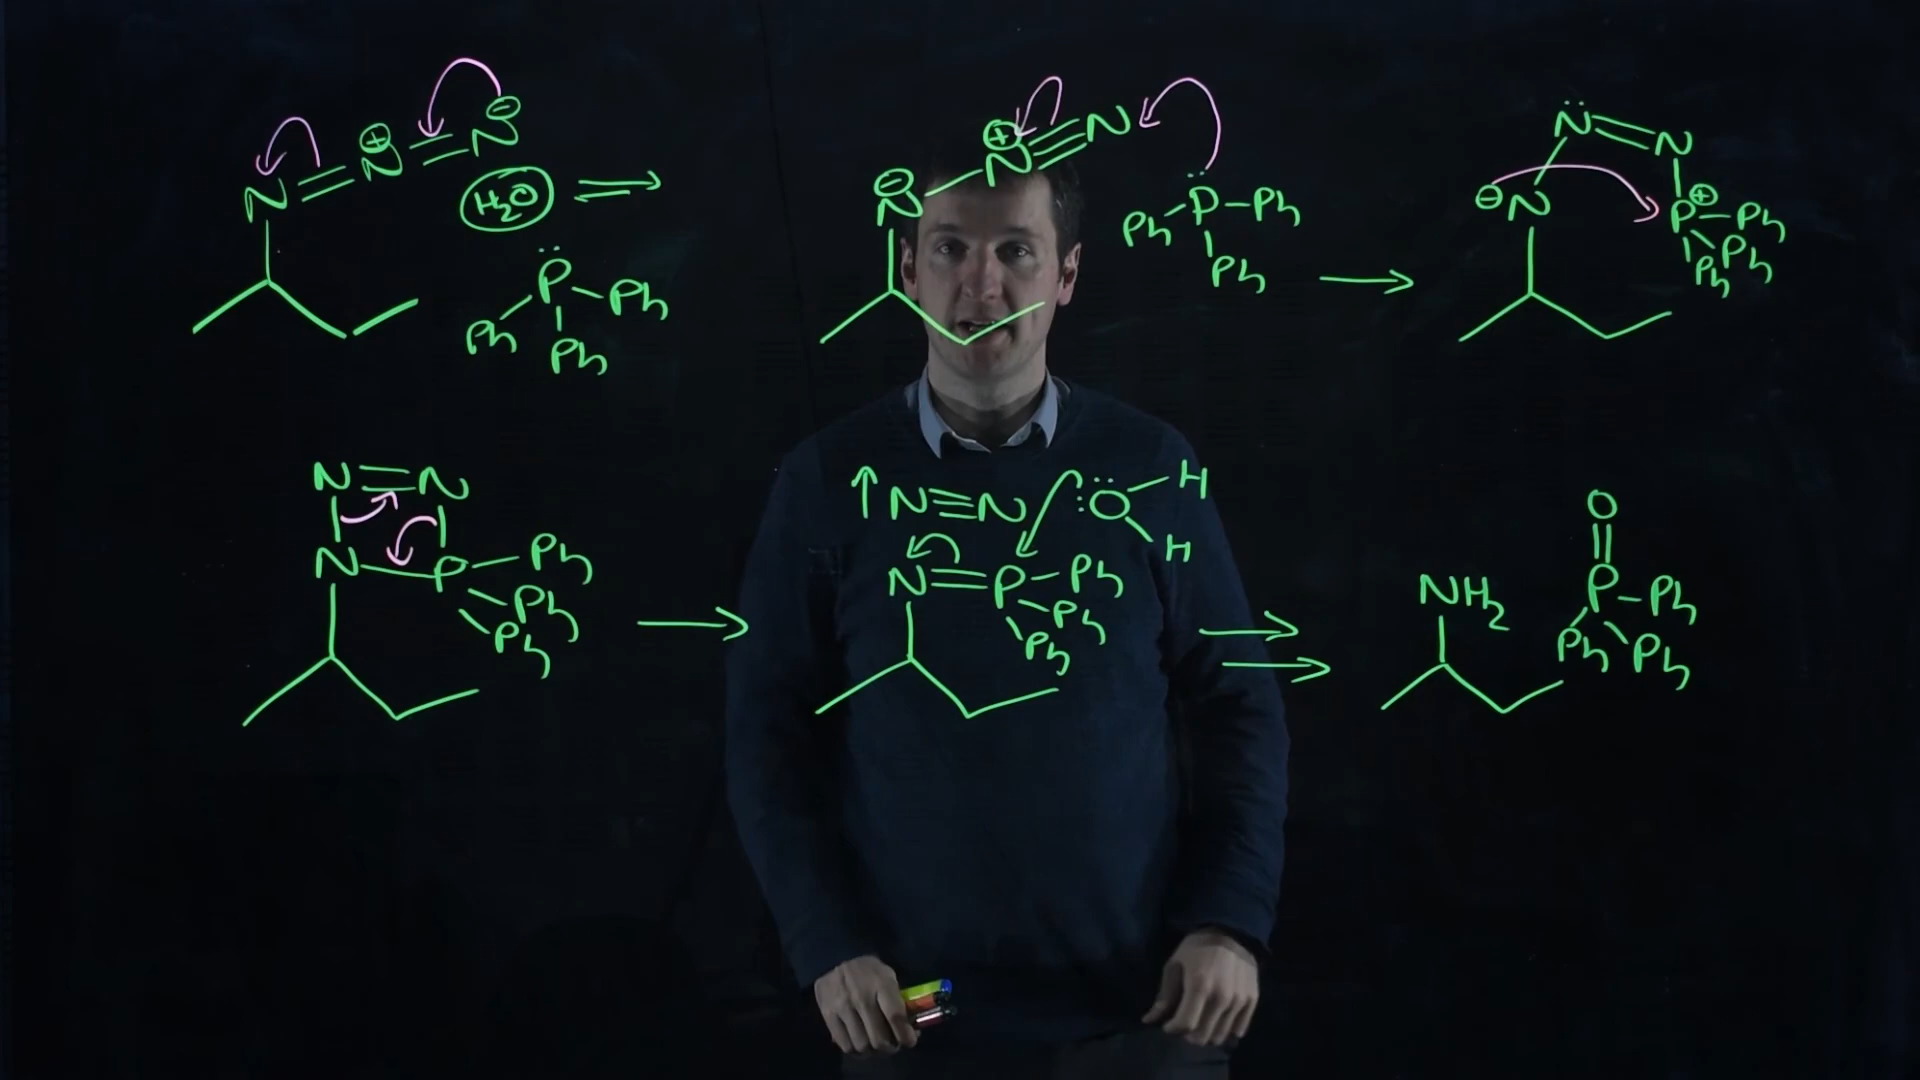 N = N⊕ = N⊖
H₂O
P̈
Ph Ph
Ph
⊖N - N⊕ ≡ N
P̈ - Ph
Ph
Ph
N̈ = N
⊖N P⊕ - Ph
Ph
Ph
N = N
N - P - Ph
Ph
Ph
↑ N ≡ N
:Ö - H
H
N = P - Ph
Ph
Ph
O
NH₂ P - Ph
Ph Ph